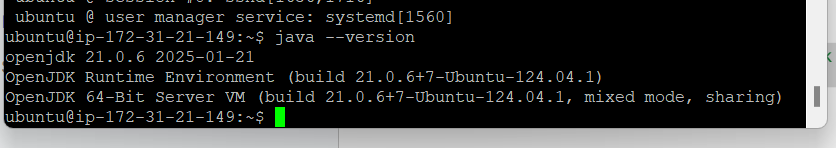 ubuntu @ user manager service: systemd[1560]
ubuntu@ip-172-31-21-149:~$ java --version
openjdk 21.0.6 2025-01-21
OpenJDK Runtime Environment (build 21.0.6+7-Ubuntu-124.04.1)
OpenJDK 64-Bit Server VM (build 21.0.6+7-Ubuntu-124.04.1, mixed mode, sharing)
ubuntu@ip-172-31-21-149:~$